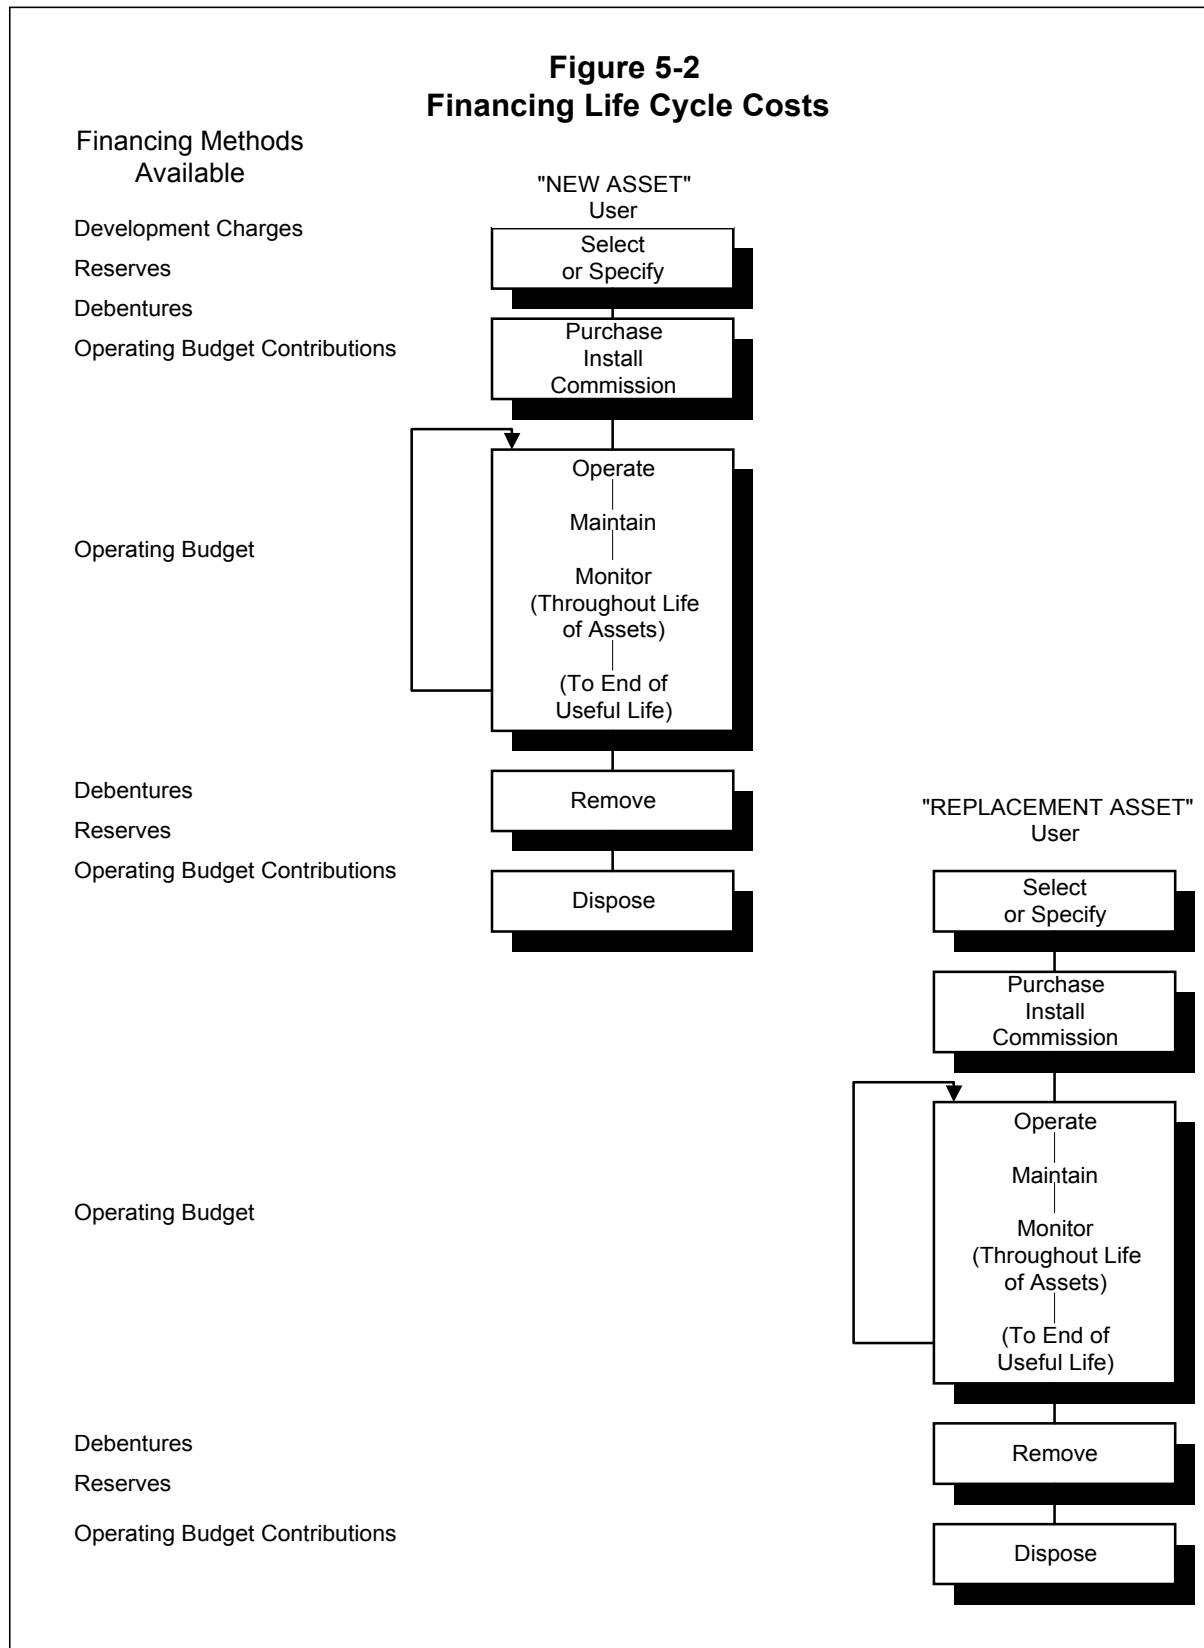 Figure 5-2
Financing Life Cycle Costs
Financing Methods
Available
"NEW ASSET"
User
Development Charges
Select
or Specify
Reserves
Debentures
Purchase
Install
Commission
Operating Budget Contributions
Operate
Maintain
Operating Budget
Monitor
(Throughout Life
of Assets)
(To End of
Useful Life)
Debentures
Remove
Reserves
Operating Budget Contributions
Dispose
"REPLACEMENT ASSET"
User
Select
or Specify
Purchase
Install
Commission
Operate
Maintain
Operating Budget
Monitor
(Throughout Life
of Assets)
(To End of
Useful Life)
Debentures
Remove
Reserves
Operating Budget Contributions
Dispose